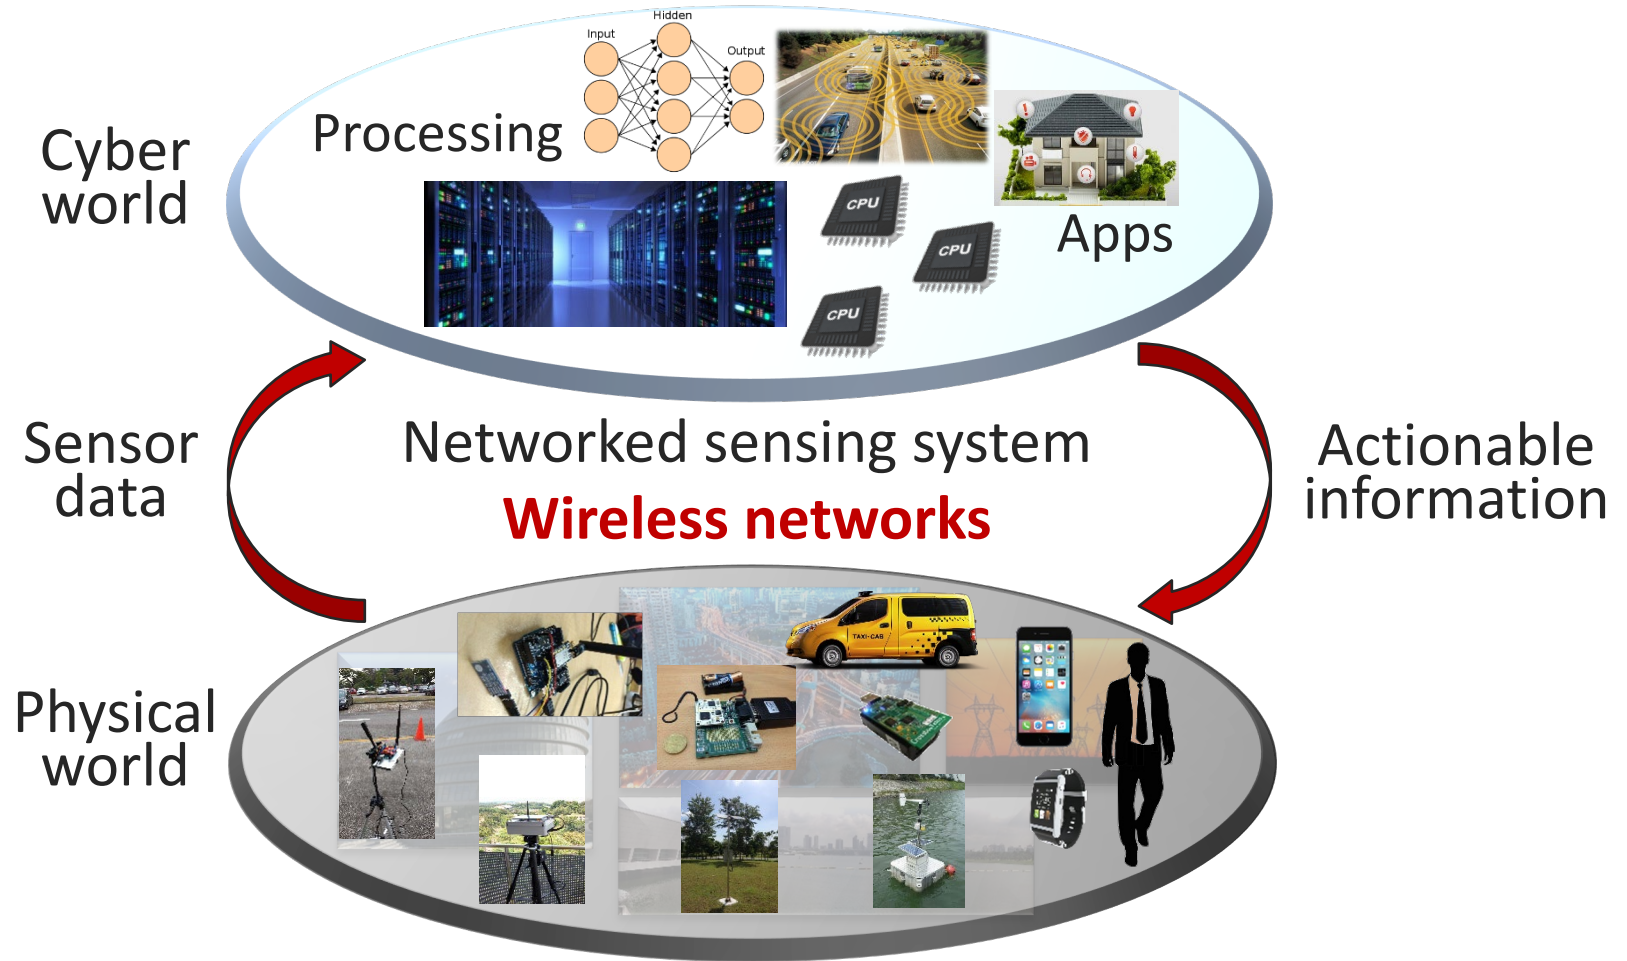 Hidden
Input
Output
Processing
Cyber
world
CPU
CPU
CPU
Apps
Sensor
data
Networked sensing system
Wireless networks
Actionable
information
TAXI-CAB
Physical
world